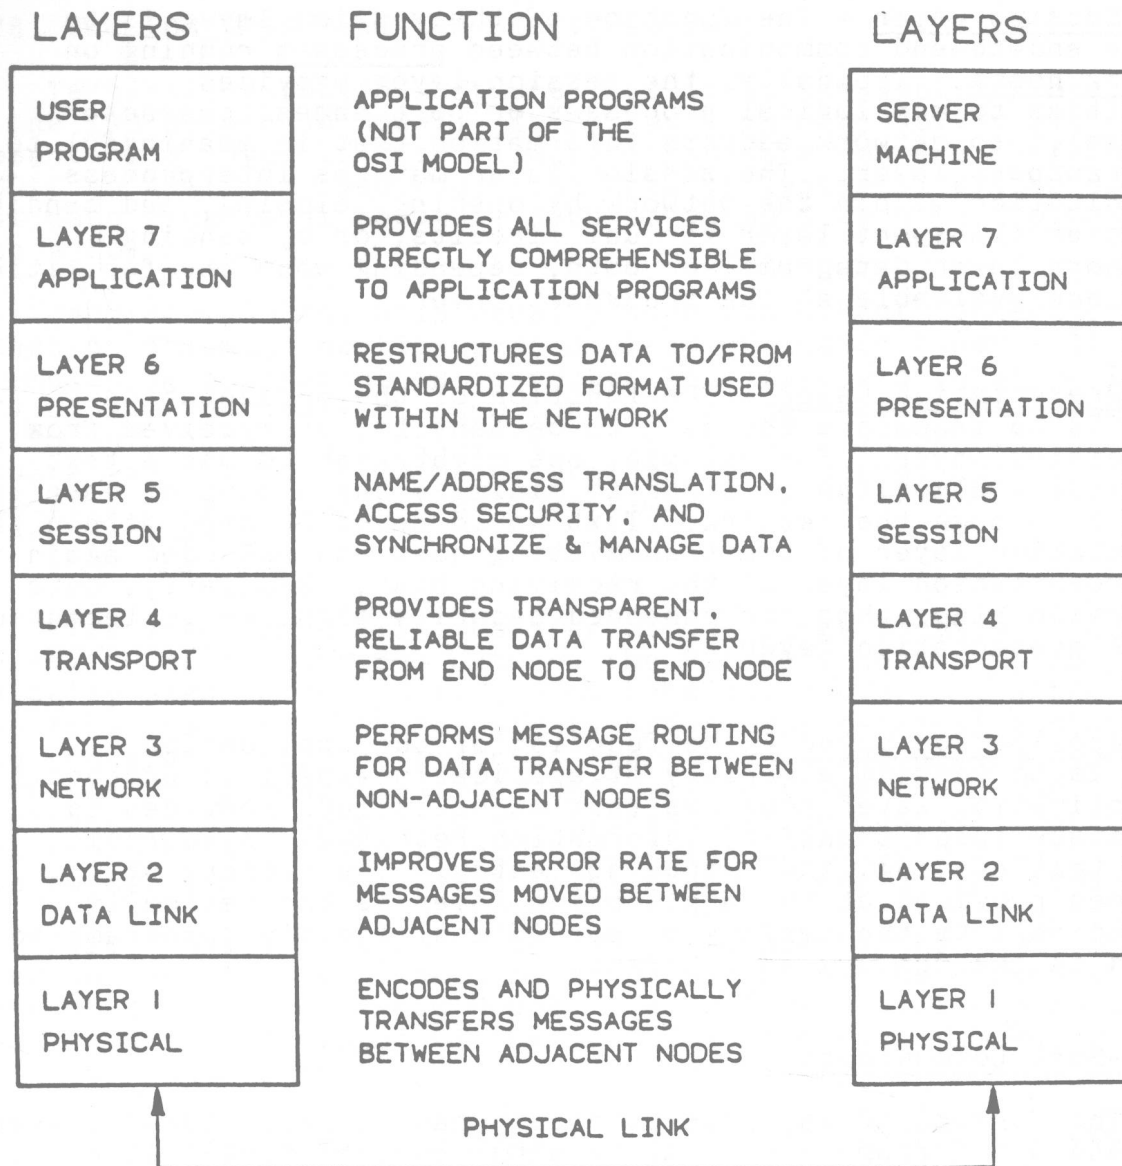 LAYERS FUNCTION LAYERS
USER
PROGRAM
APPLICATION PROGRAMS
(NOT PART OF THE
OSI MODEL)
SERVER
MACHINE
LAYER 7
APPLICATION
PROVIDES ALL SERVICES
DIRECTLY COMPREHENSIBLE
TO APPLICATION PROGRAMS
LAYER 7
APPLICATION
LAYER 6
PRESENTATION
RESTRUCTURES DATA TO/FROM
STANDARDIZED FORMAT USED
WITHIN THE NETWORK
LAYER 6
PRESENTATION
LAYER 5
SESSION
NAME/ADDRESS TRANSLATION,
ACCESS SECURITY, AND
SYNCHRONIZE & MANAGE DATA
LAYER 5
SESSION
LAYER 4
TRANSPORT
PROVIDES TRANSPARENT,
RELIABLE DATA TRANSFER
FROM END NODE TO END NODE
LAYER 4
TRANSPORT
LAYER 3
NETWORK
PERFORMS MESSAGE ROUTING
FOR DATA TRANSFER BETWEEN
NON-ADJACENT NODES
LAYER 3
NETWORK
LAYER 2
DATA LINK
IMPROVES ERROR RATE FOR
MESSAGES MOVED BETWEEN
ADJACENT NODES
LAYER 2
DATA LINK
LAYER 1
PHYSICAL
ENCODES AND PHYSICALLY
TRANSFERS MESSAGES
BETWEEN ADJACENT NODES
LAYER 1
PHYSICAL
PHYSICAL LINK